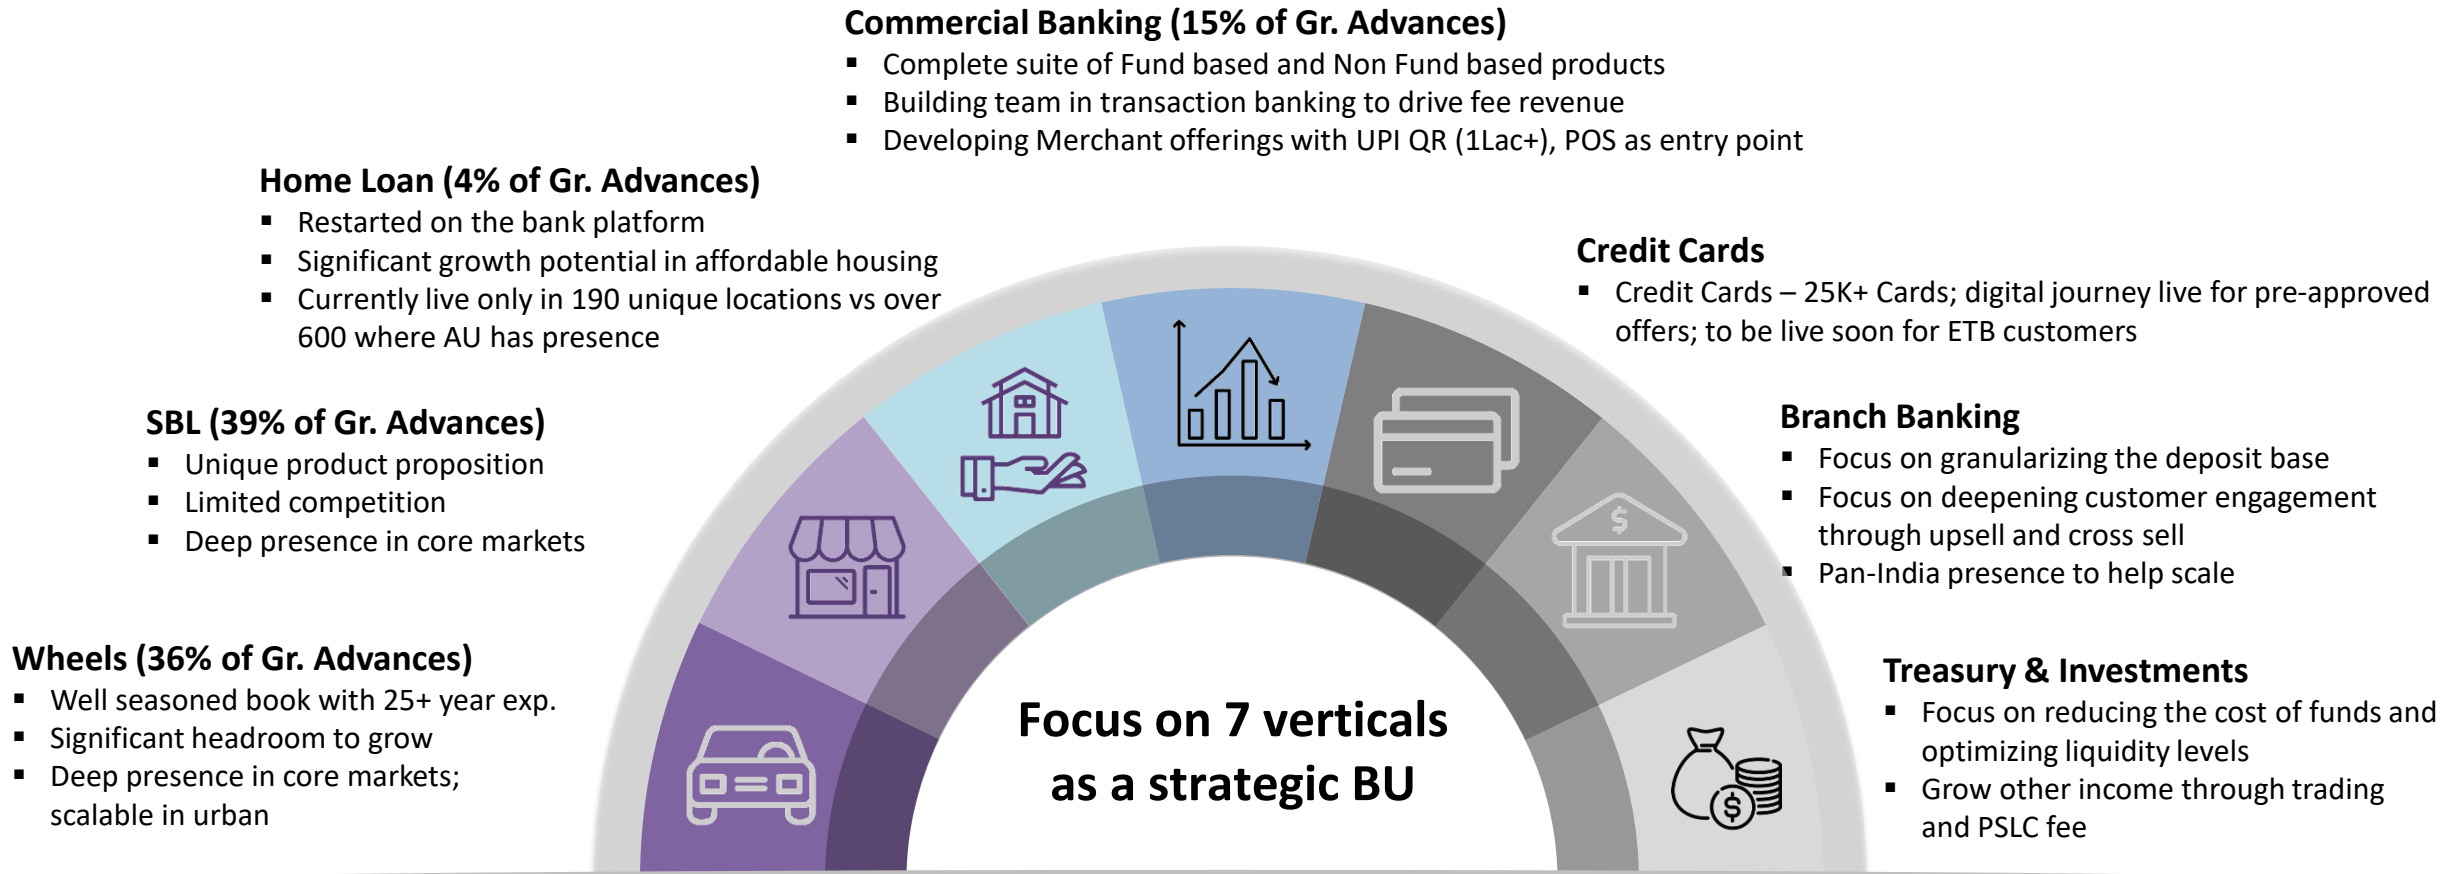 Commercial Banking (15% of Gr. Advances)
▪ Complete suite of Fund based and Non Fund based products
▪ Building team in transaction banking to drive fee revenue
▪ Developing Merchant offerings with UPI QR (1Lac+), POS as entry point
Home Loan (4% of Gr. Advances)
▪ Restarted on the bank platform
▪ Significant growth potential in affordable housing
▪ Currently live only in 190 unique locations vs over
600 where AU has presence
Credit Cards
▪ Credit Cards – 25K+ Cards; digital journey live for pre-approved
offers; to be live soon for ETB customers
SBL (39% of Gr. Advances)
▪ Unique product proposition
▪ Limited competition
▪ Deep presence in core markets
Branch Banking
▪ Focus on granularizing the deposit base
▪ Focus on deepening customer engagement
through upsell and cross sell
▪ Pan-India presence to help scale
Wheels (36% of Gr. Advances)
▪ Well seasoned book with 25+ year exp.
▪ Significant headroom to grow
▪ Deep presence in core markets;
scalable in urban
Treasury & Investments
▪ Focus on reducing the cost of funds and
optimizing liquidity levels
▪ Grow other income through trading
and PSLC fee
Focus on 7 verticals
as a strategic BU
$
$